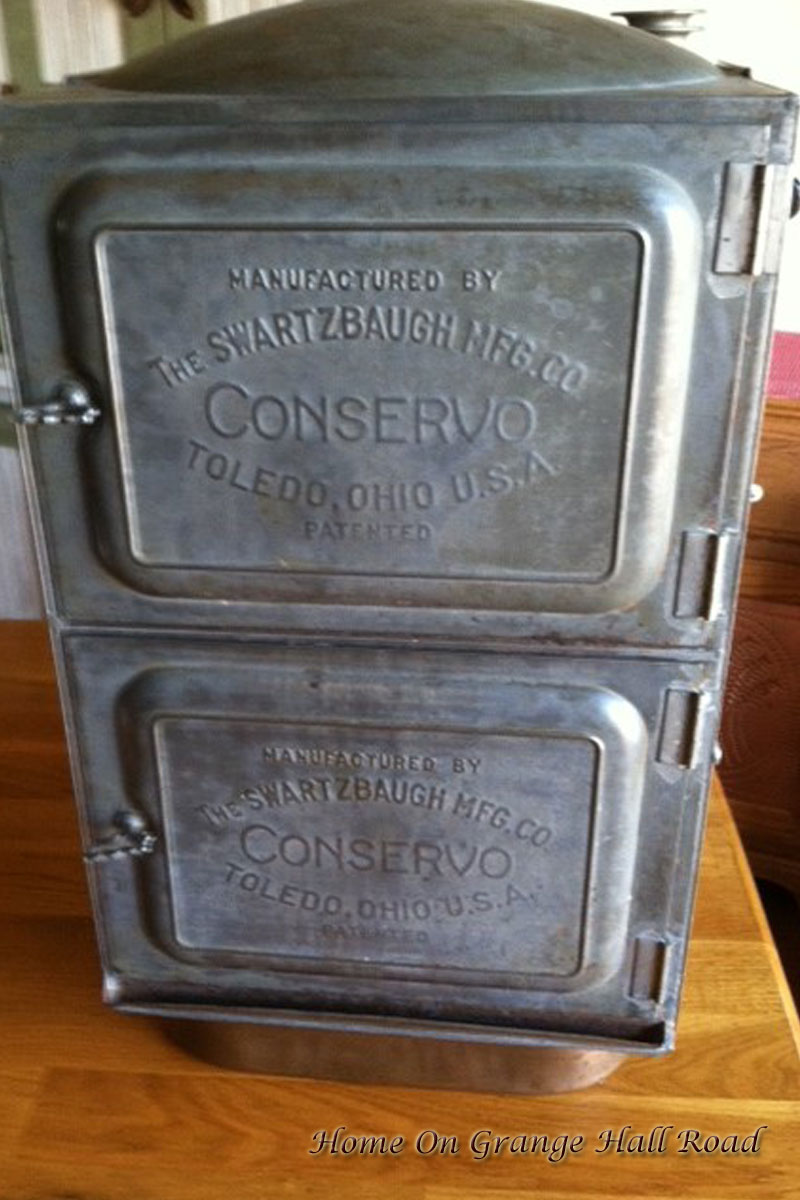 MANUFACTURED BY
THE SWARTZBAUGH MFG.CO
CONSERVO
TOLEDO, OHIO U.S.A.
PATENTED
MANUFACTURED BY
THE SWARTZBAUGH MFG.CO.
CONSERVO
TOLEDO, OHIO U.S.A.
PATENTED
Home On Grange Hall Road